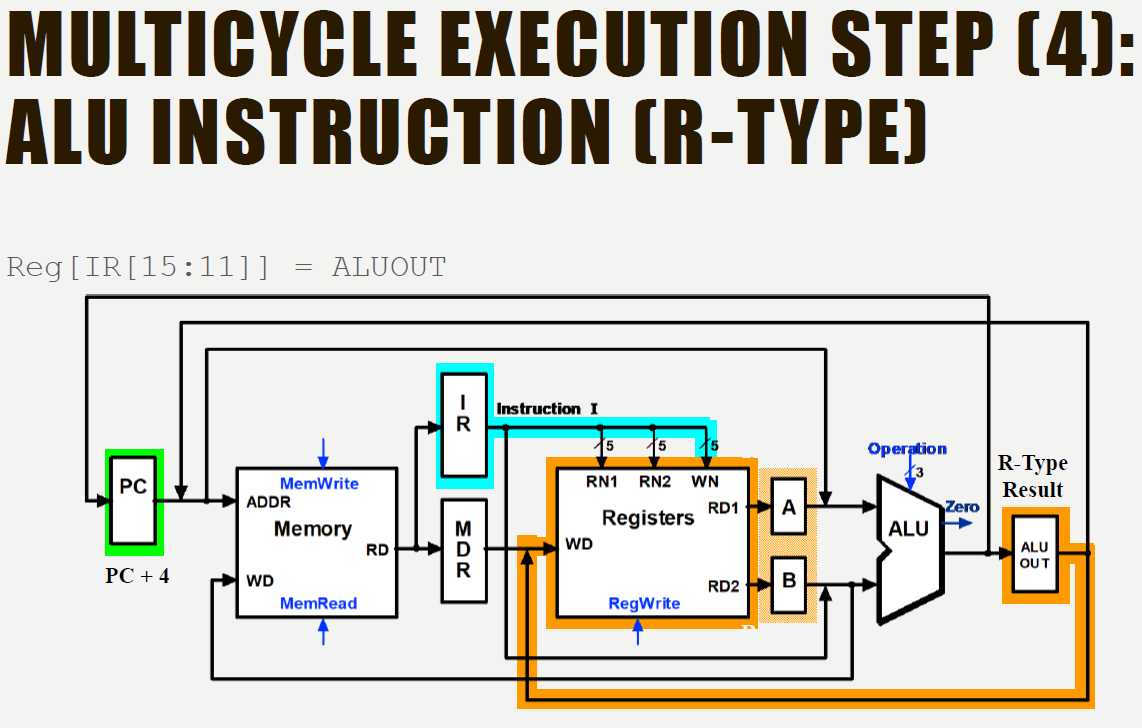 MULTICYCLE EXECUTION STEP (4):
ALU INSTRUCTION (R-TYPE)
Reg[IR[15:11]] = ALUOUT
I
R
Instruction I
5
5
5
Operation
3
R-Type
Result
PC
MemWrite
ADDR
Memory
RD
WD
MemRead
PC + 4
M
D
R
RN1
RN2
WN
RD1
Registers
WD
RD2
RegWrite
A
B
Zero
ALU
ALU
OUT